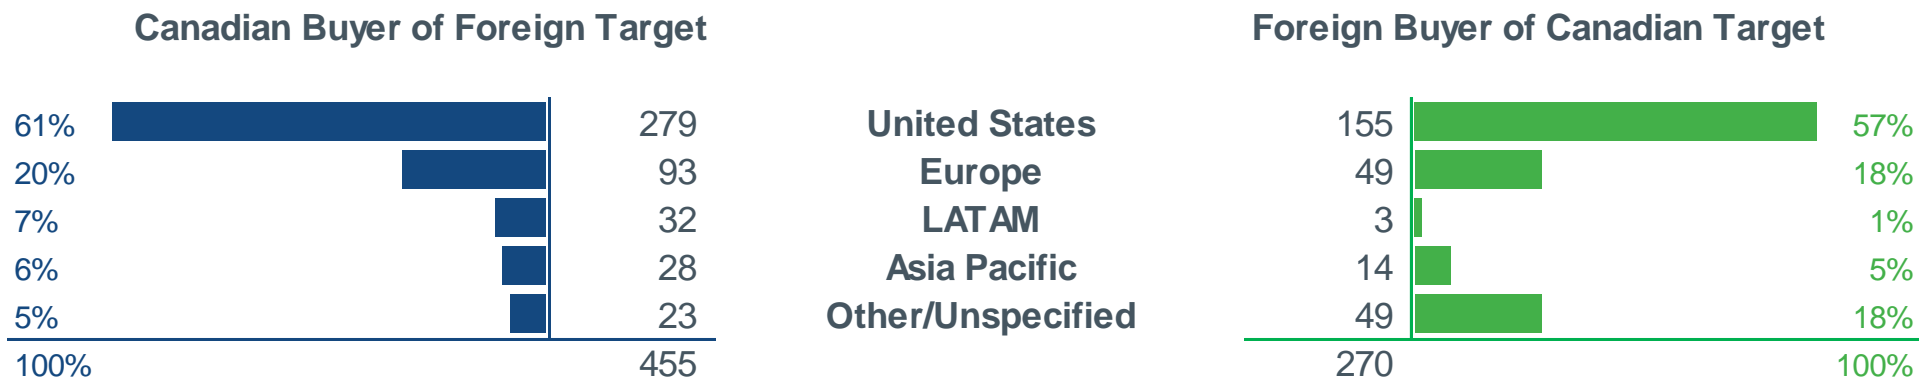 Canadian Buyer of Foreign Target Foreign Buyer of Canadian Target
61% 279 United States 155 57%
20% 93 Europe 49 18%
7% 32 LATAM 3 1%
6% 28 Asia Pacific 14 5%
5% 23 Other/Unspecified 49 18%
100% 455 270 100%